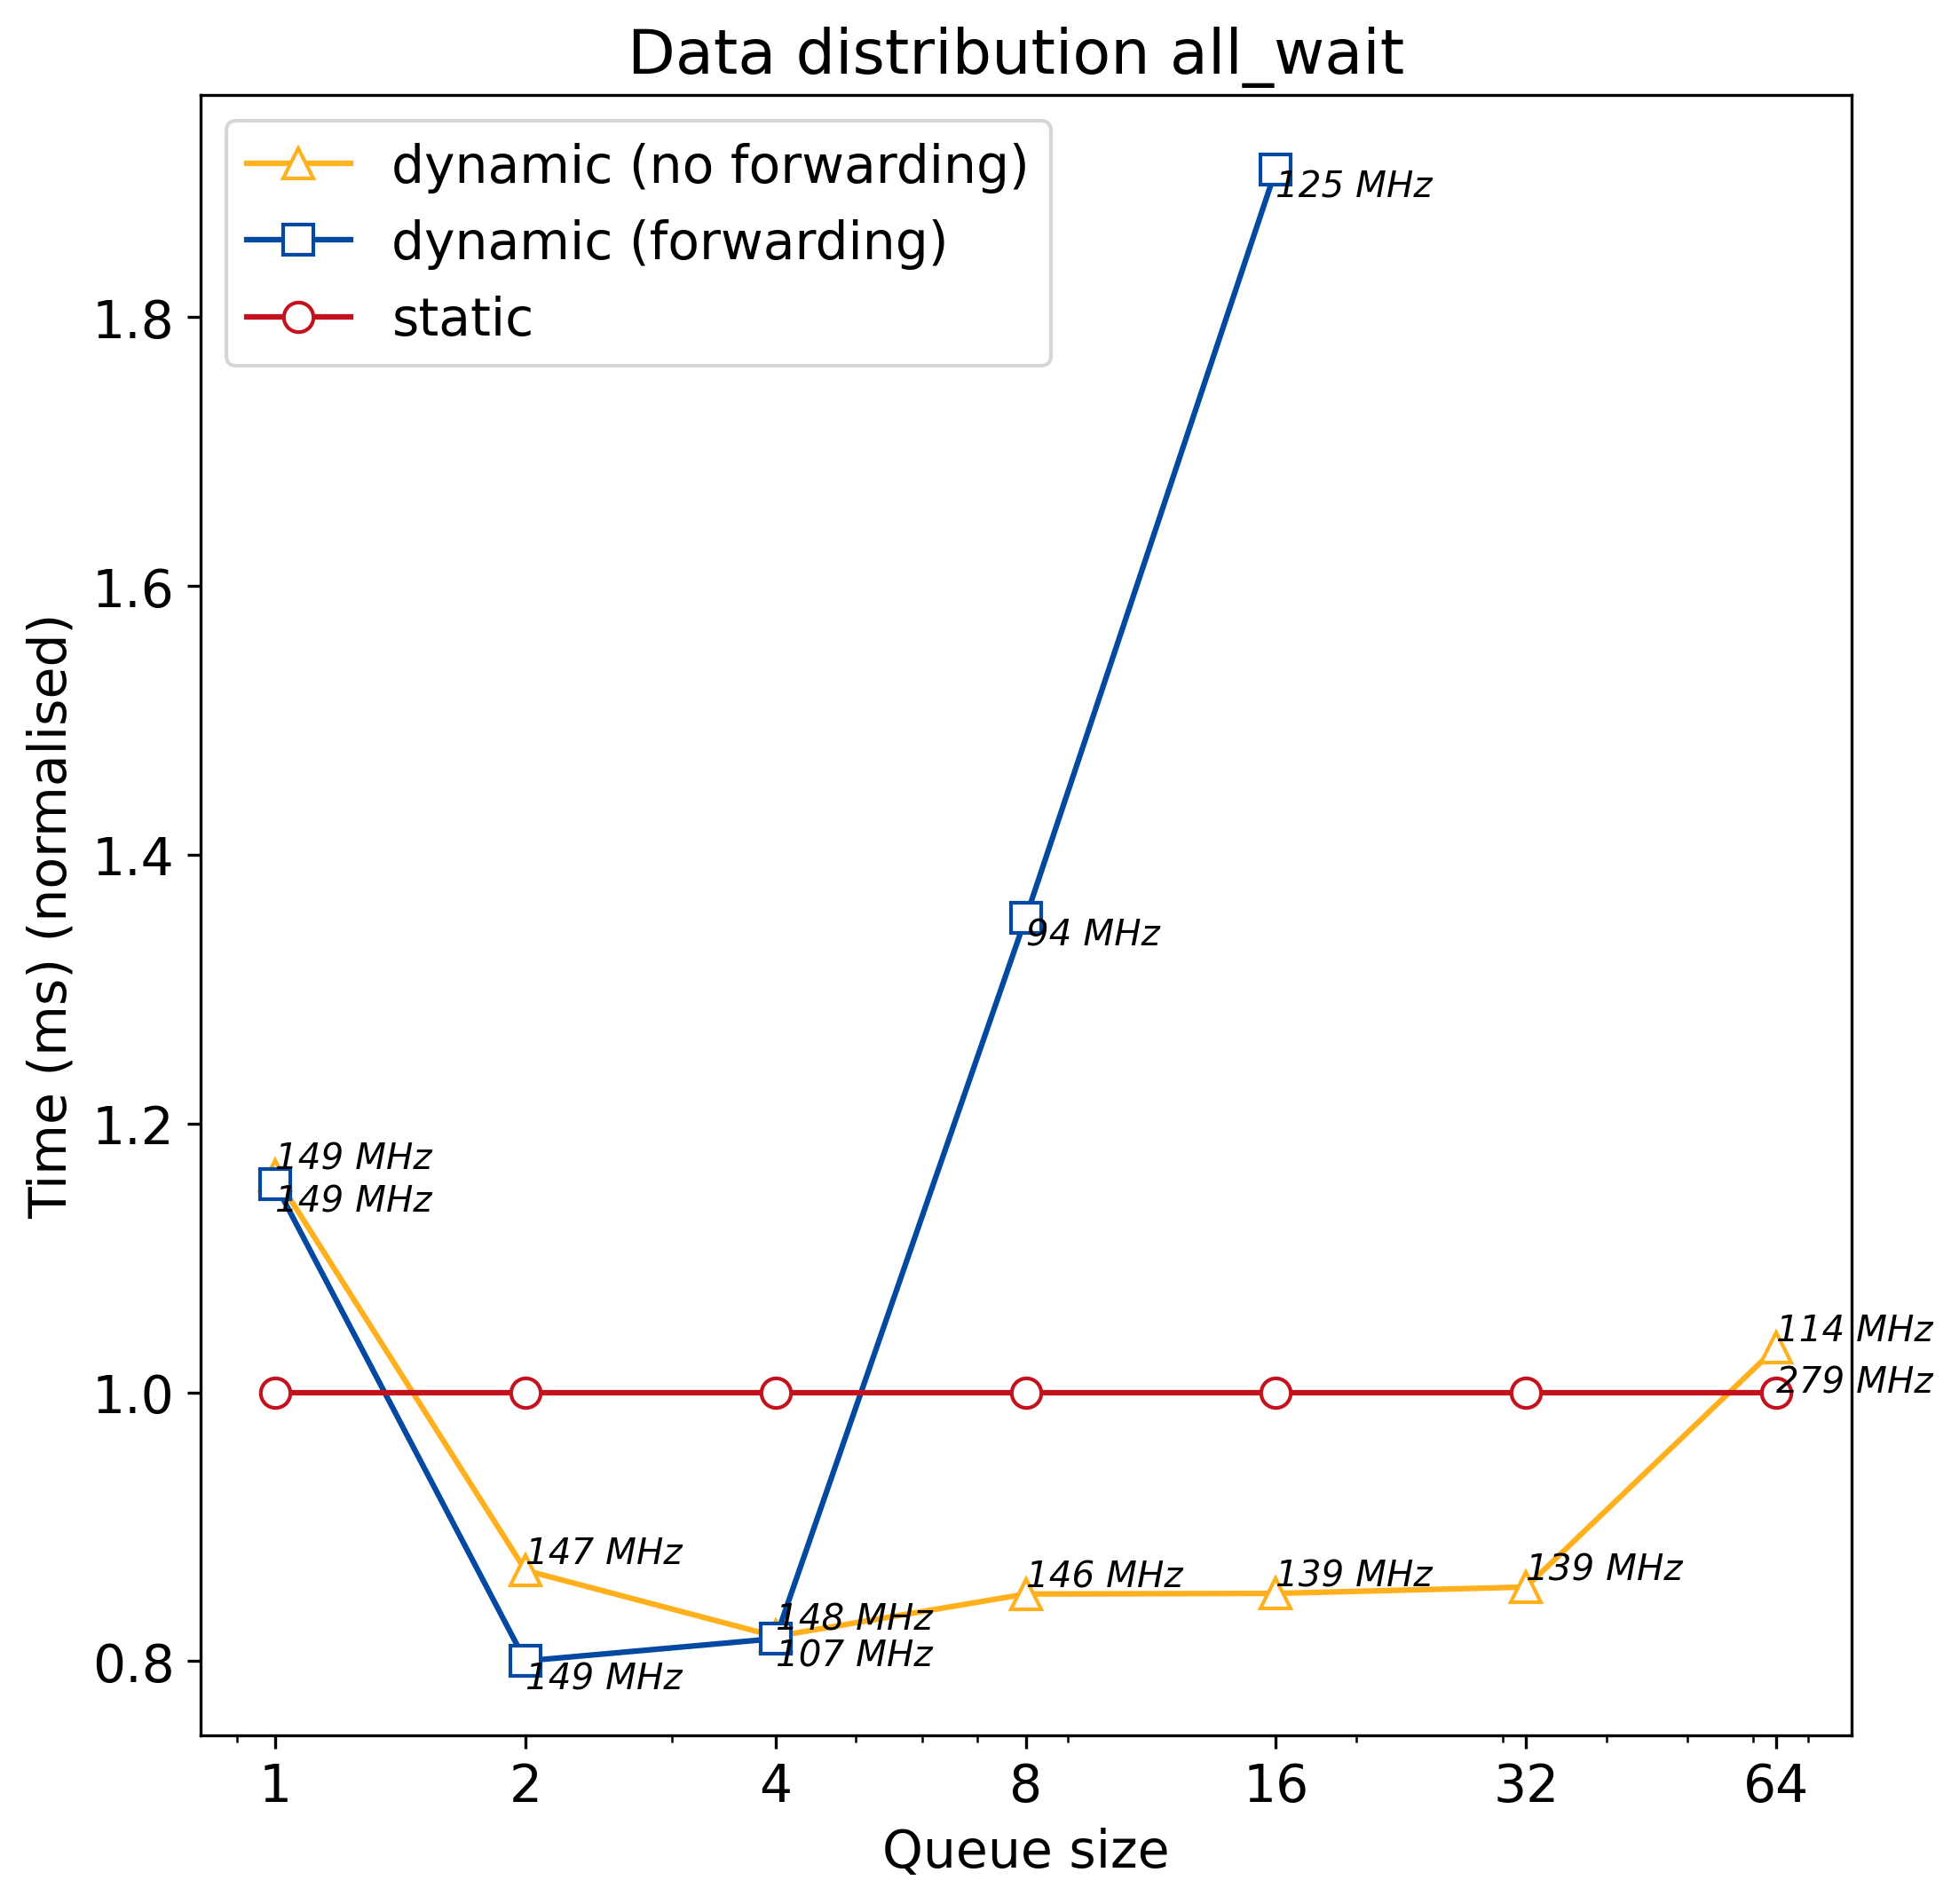 Data distribution all_wait
dynamic (no forwarding)
dynamic (forwarding)
static
125 MHz
1.8
1.6
1.4
94 MHz
1.2
149 MHz
149 MHz
114 MHz
1.0
279 MHz
147 MHz
146 MHz
139 MHz
139 MHz
148 MHz
107 MHz
0.8
149 MHz
1 2 4 8 16 32 64
Queue size
Time (ms) (normalised)